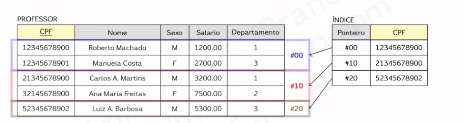 PROFESSOR
CPF Nome Sexo Salario Departamento
12345678900 Roberto Machado M 1200.00 1
12345678901 Manuela Costa F 2700.00 3
#00
21345678900 Carlos A. Martins M 3200.00 1
32145678900 Ana Maria Freitas F 7500.00 2
#10
52345678902 Luiz A. Barbosa M 5300.00 3 #20
ÍNDICE
Ponteiro CPF
#00 12345678900
#10 21345678900
#20 52345678902